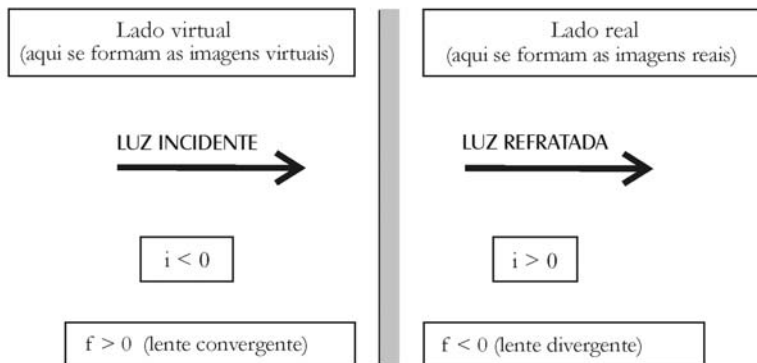 Lado virtual
(aqui se formam as imagens virtuais)
Lado real
(aqui se formam as imagens reais)
LUZ INCIDENTE
LUZ REFRATADA
i < 0
i > 0
f > 0 (lente convergente)
f < 0 (lente divergente)